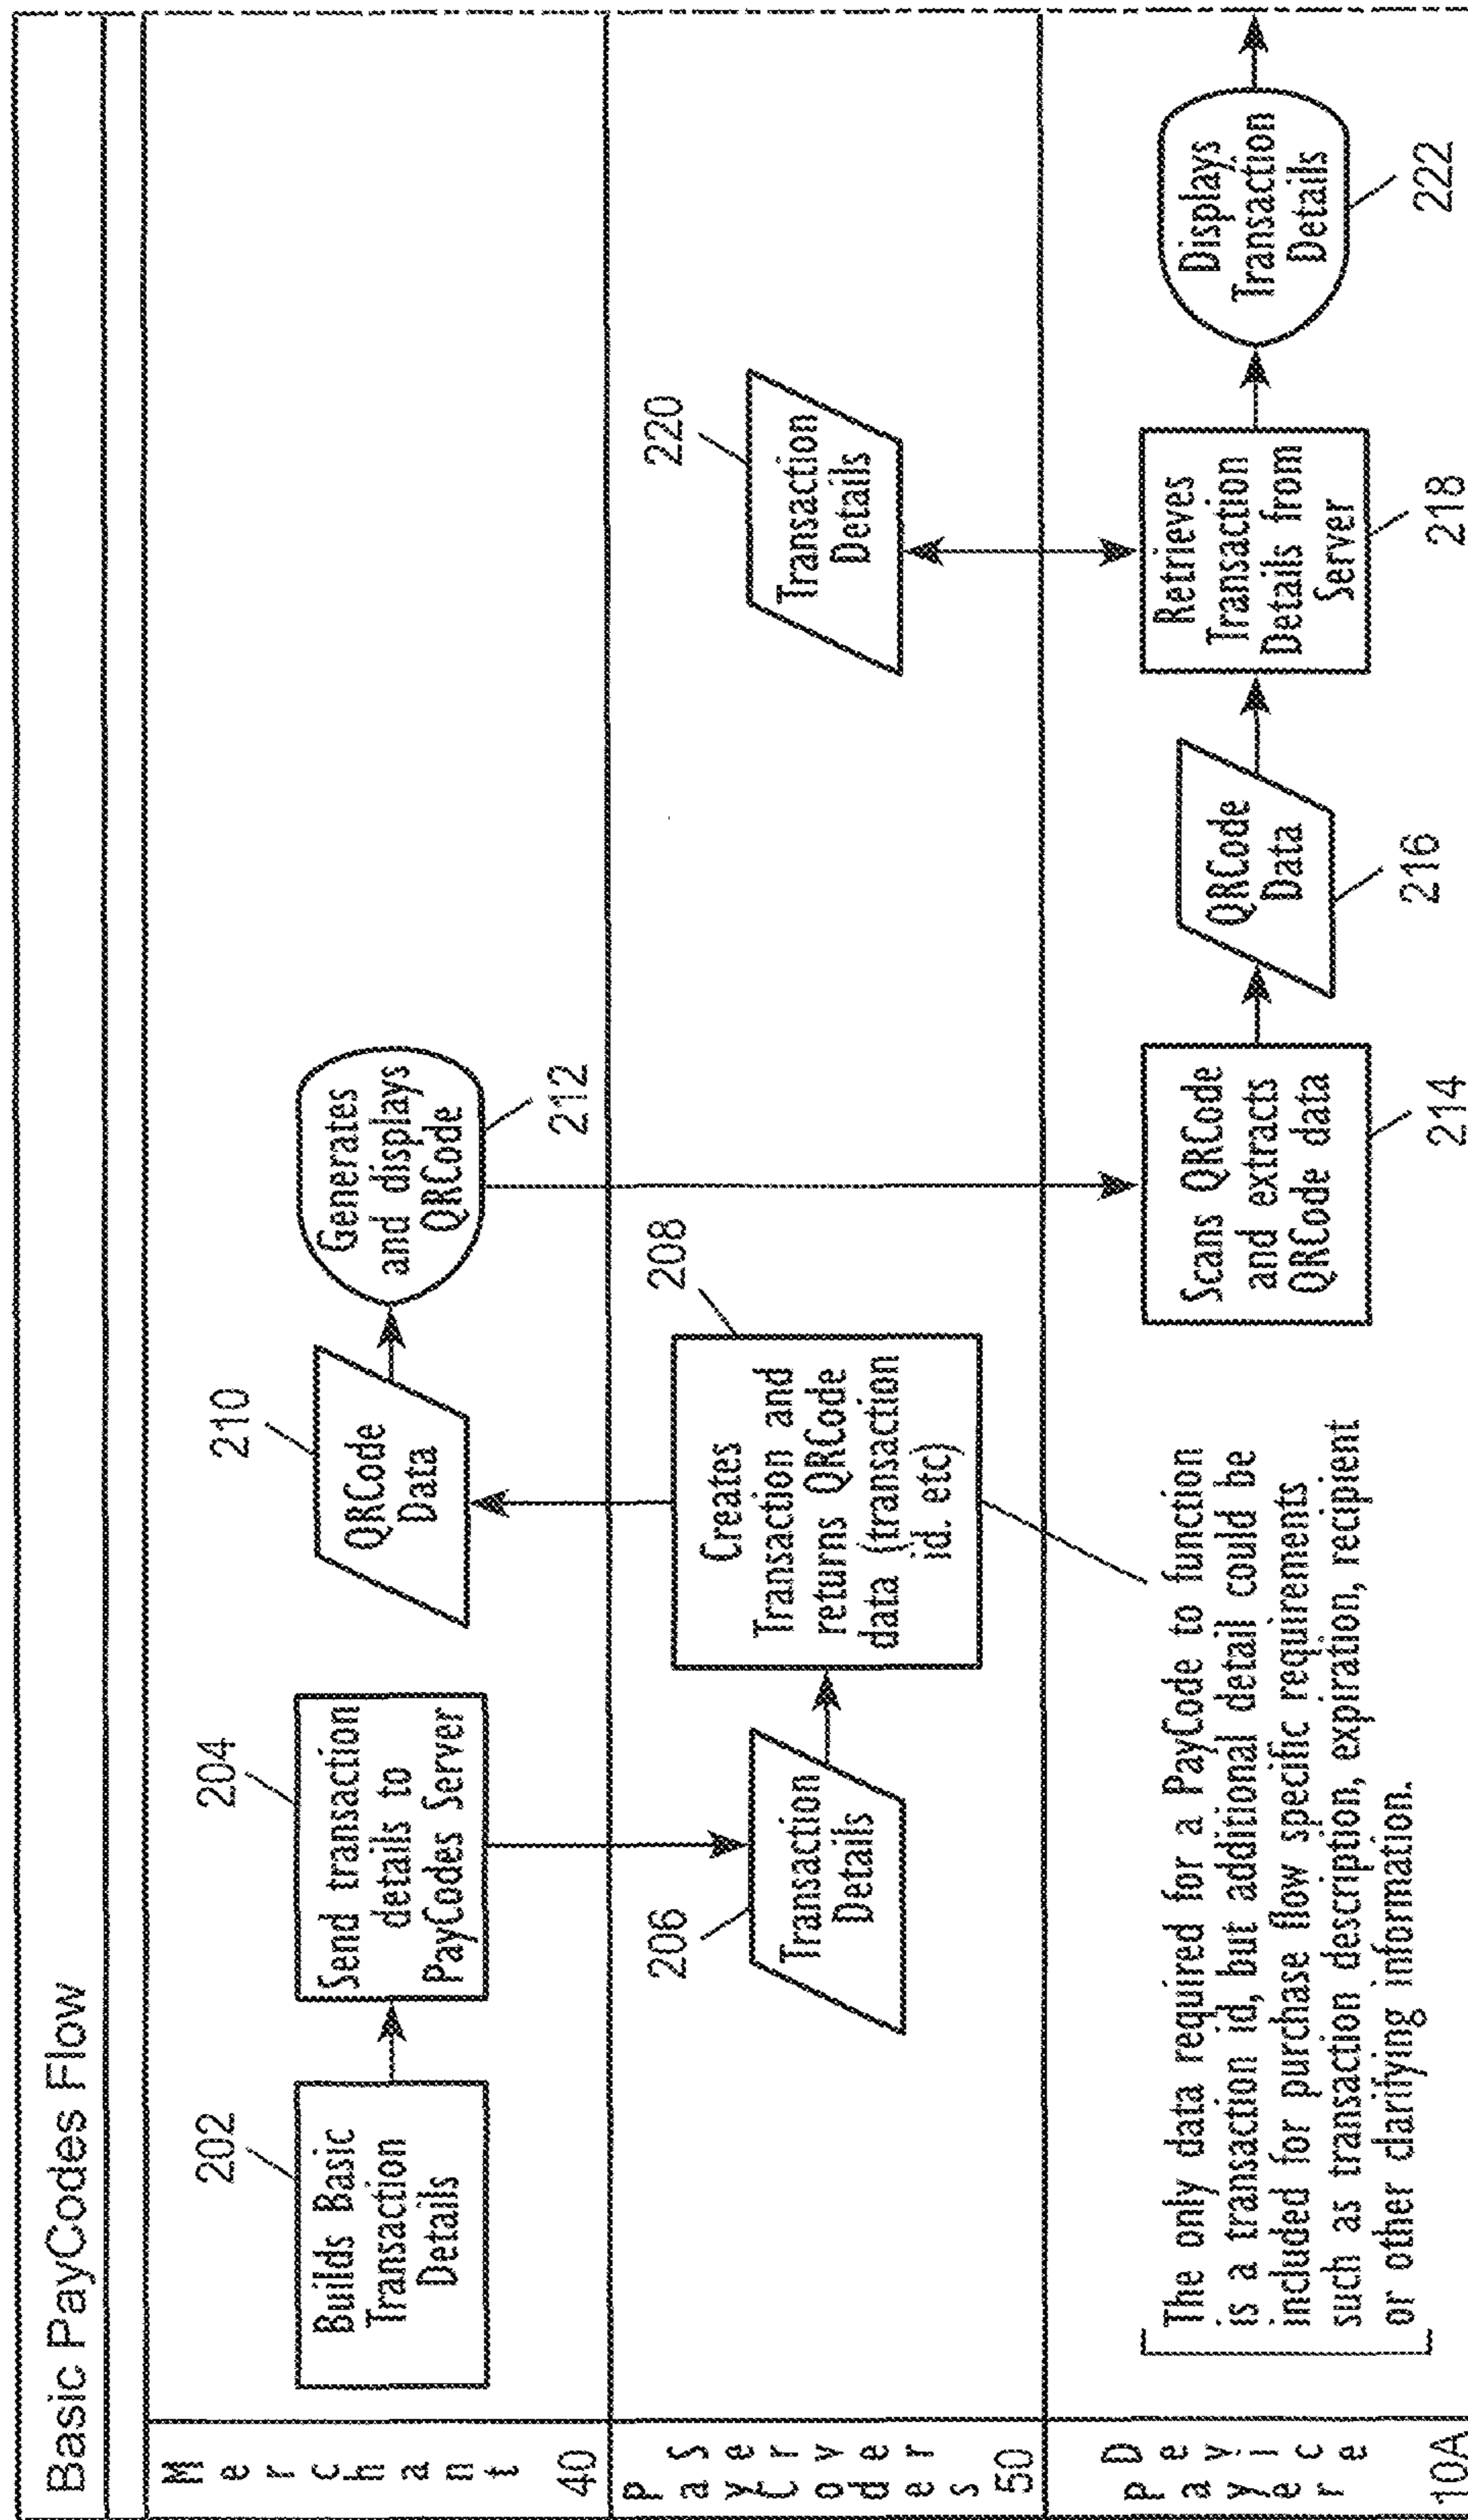 Basic PayCodes Flow
Merchant
40
202
Builds Basic
Transaction
Details
204
Send transaction
details to
PayCodes Server
210
QRCode
Data
Generates
and displays
QRCode
212
PayCodes
Server
50
206
Transaction
Details
208
Creates
Transaction and
returns QRCode
data (transaction
id. etc)
220
Transaction
Details
Payer
Device
10A
The only data required for a PayCode to function
is a transaction id, but additional detail could be
included for purchase flow specific requirements
such as transaction description, expiration, recipient
or other clarifying information.
Scans QRCode
and extracts
QRCode data
214
QRCode
Data
216
Retrieves
Transaction
Details from
Server
218
Displays
Transaction
Details
222